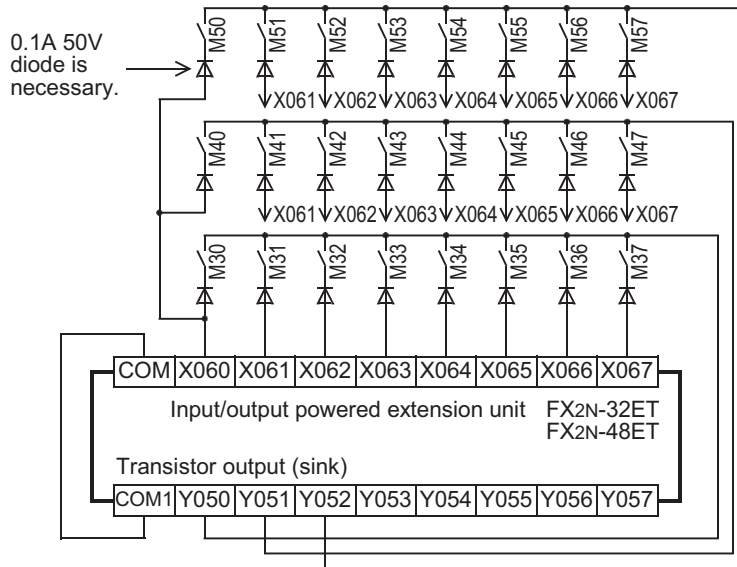 M50 M51 M52 M53 M54 M55 M56 M57
0.1A 50V
diode is
necessary.
X061 X062 X063 X064 X065 X066 X067
M40 M41 M42 M43 M44 M45 M46 M47
X061 X062 X063 X064 X065 X066 X067
M30 M31 M32 M33 M34 M35 M36 M37
COM X060 X061 X062 X063 X064 X065 X066 X067
Input/output powered extension unit FX2N-32ET
FX2N-48ET
Transistor output (sink)
COM1 Y050 Y051 Y052 Y053 Y054 Y055 Y056 Y057